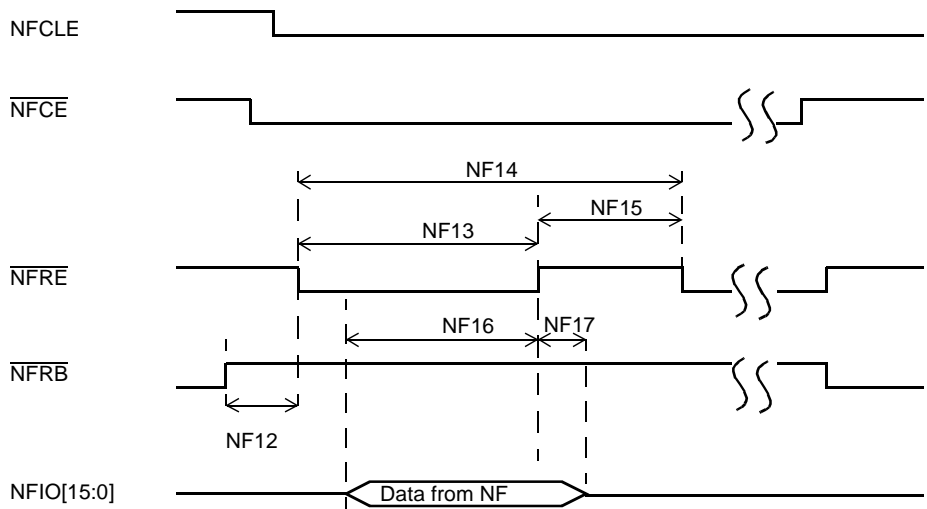 NFCLE
NFCE
NF14
NF15
NF13
NFRE
NF16
NF17
NFRB
NF12
NFIO[15:0]
Data from NF